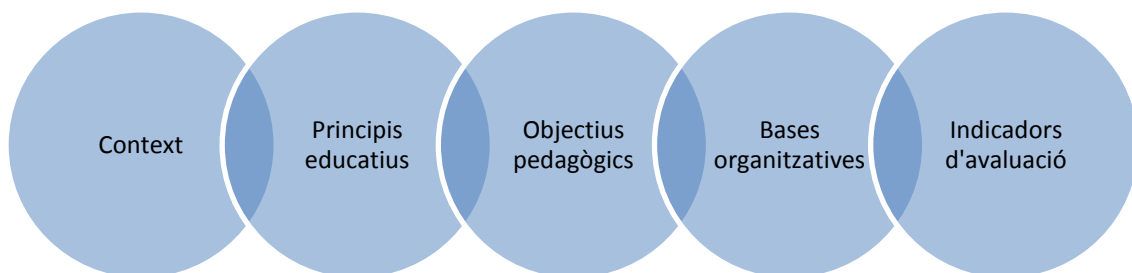 Context
Principis
educatius
Objectius
pedagògics
Bases
organitzatives
Indicadors
d'avaluació